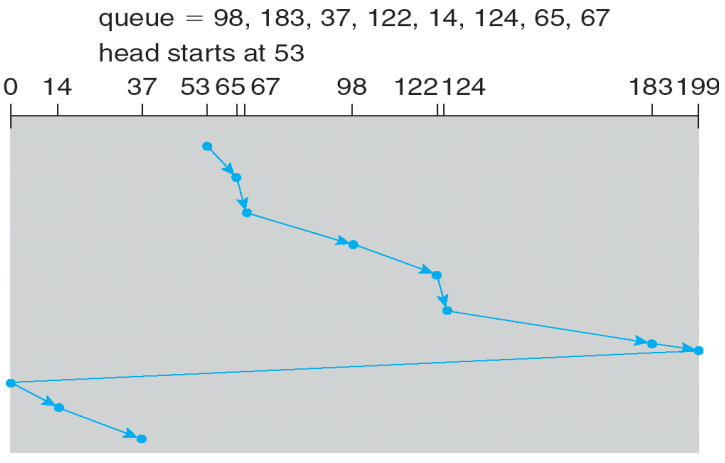 queue = 98, 183, 37, 122, 14, 124, 65, 67
head starts at 53
0 14 37 53 65 67 98 122 124 183 199